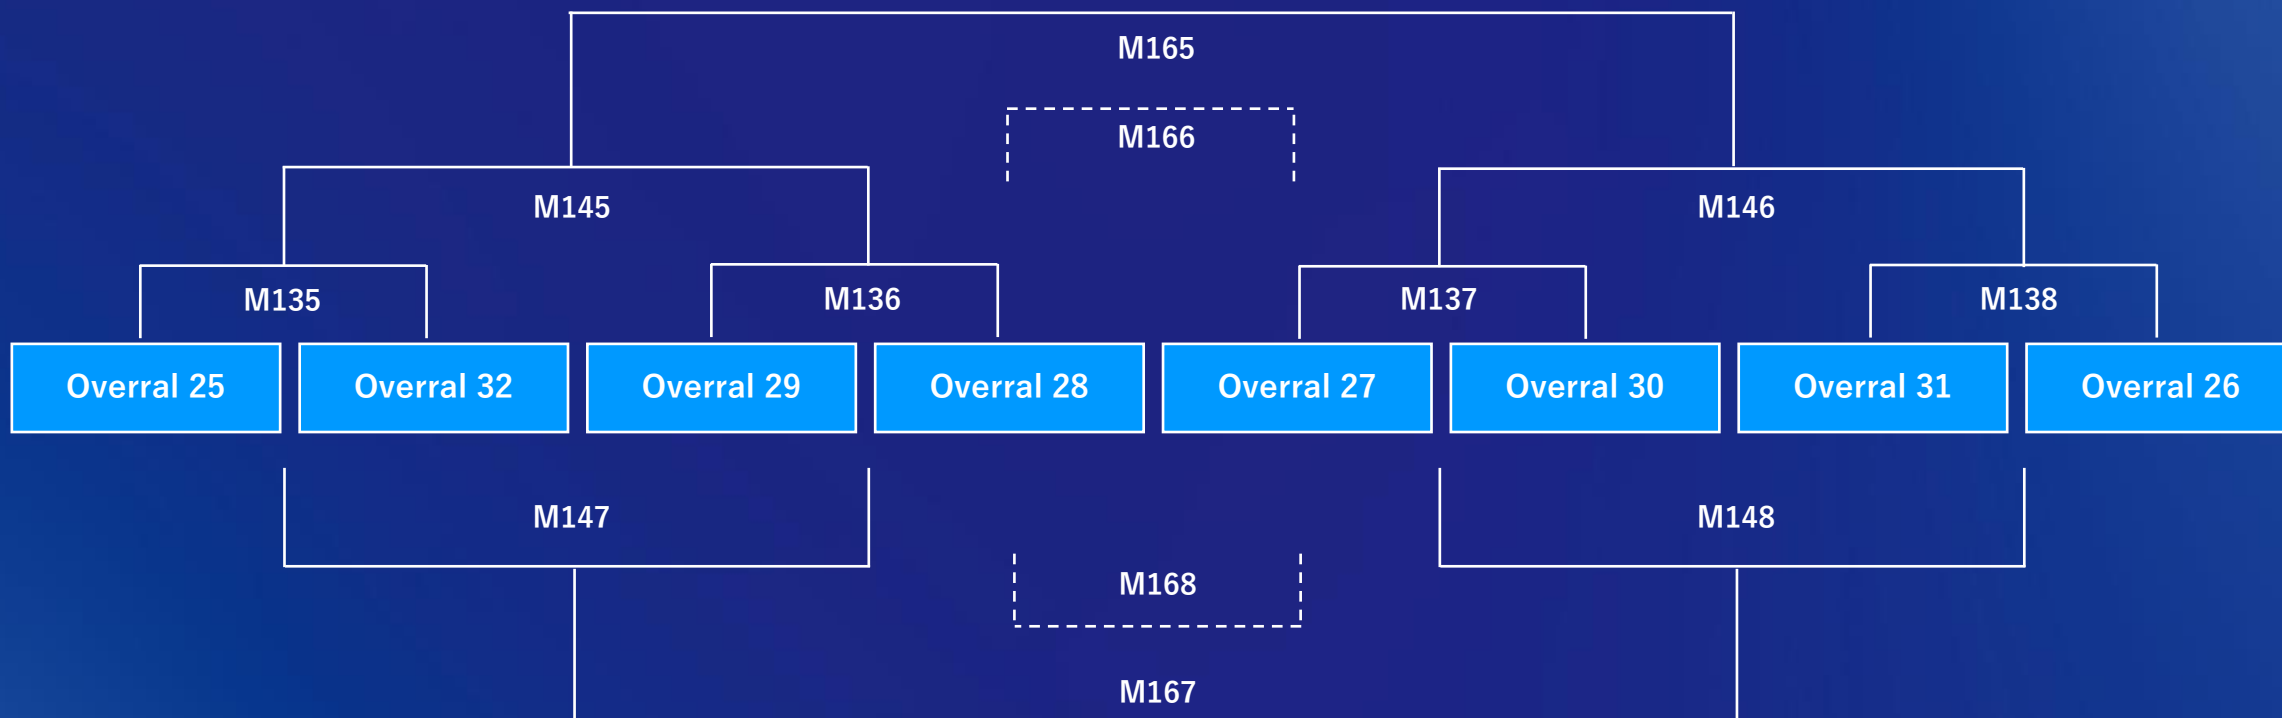 M165
M166
M145
M146
M135
M136
M137
M138
Overral 25
Overral 32
Overral 29
Overral 28
Overral 27
Overral 30
Overral 31
Overral 26
M147
M148
M168
M167